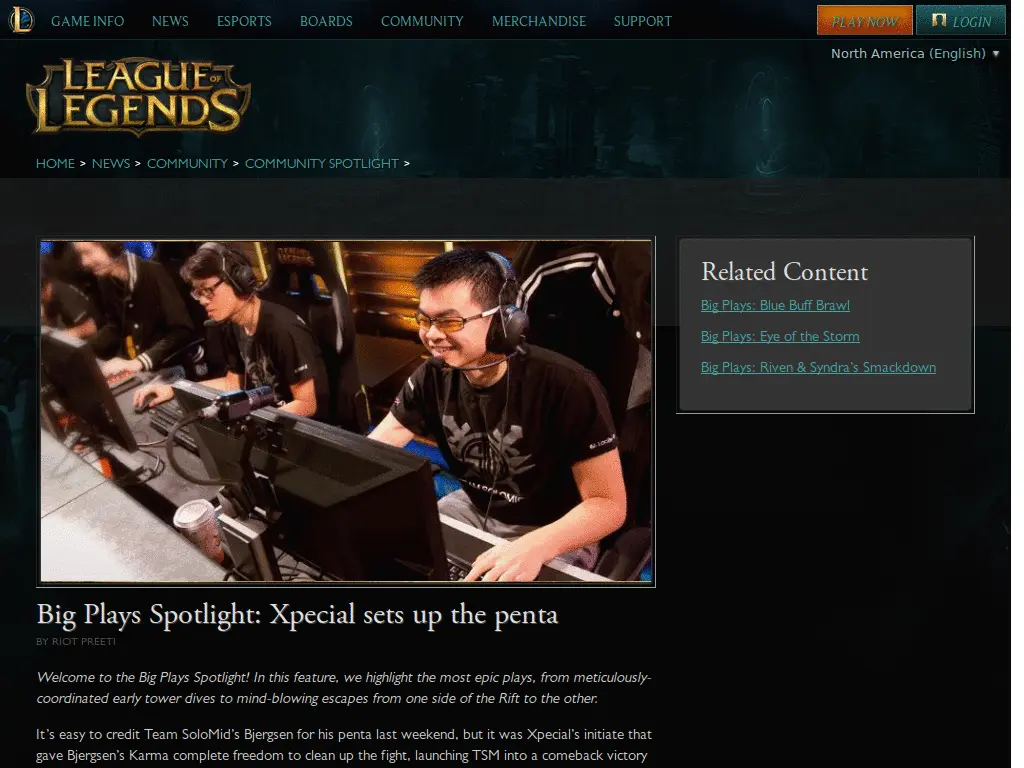 GAME INFO NEWS ESPORTS BOARDS COMMUNITY MERCHANDISE SUPPORT PLAY NOW LOGIN
North America (English) ▼
LEAGUE OF
LEGENDS
HOME > NEWS > COMMUNITY > COMMUNITY SPOTLIGHT >
Related Content
Big Plays: Blue Buff Brawl
Big Plays: Eye of the Storm
Big Plays: Riven & Syndra's Smackdown
Big Plays Spotlight: Xpecial sets up the penta
BY RIOT PREETI
Welcome to the Big Plays Spotlight! In this feature, we highlight the most epic plays, from meticulously-
coordinated early tower dives to mind-blowing escapes from one side of the Rift to the other.
It's easy to credit Team SoloMid's Bjergsen for his penta last weekend, but it was Xpecial's initiate that
gave Bjergsen's Karma complete freedom to clean up the fight, launching TSM into a comeback victory